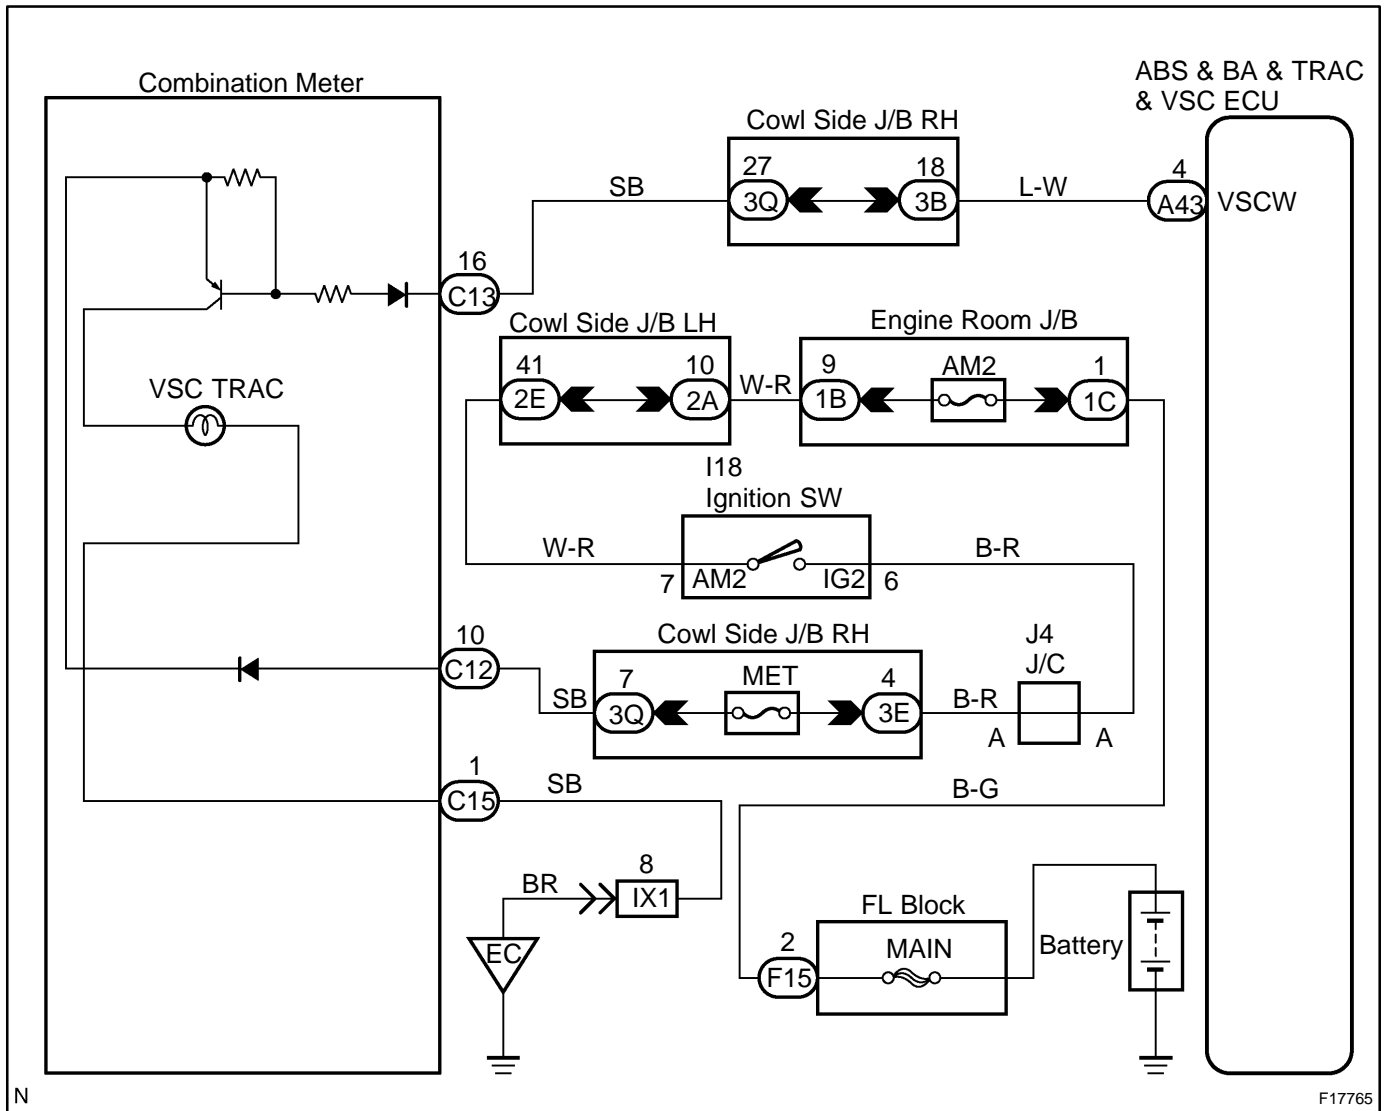 ABS & BA & TRAC
& VSC ECU
Combination Meter
Cowl Side J/B RH
27
18
4
SB
3Q
3B
L-W
A43
VSCW
16
C13
Cowl Side J/B LH
Engine Room J/B
41
10
9
AM2
1
VSC TRAC
2E
2A
W-R
1B
1C
I18
Ignition SW
W-R
B-R
7
AM2
IG2
6
10
Cowl Side J/B RH
J4
J/C
C12
7
MET
4
SB
3Q
3E
B-R
A
A
1
C15
SB
B-G
8
BR
IX1
FL Block
EC
2
MAIN
Battery
F15
N
F17765